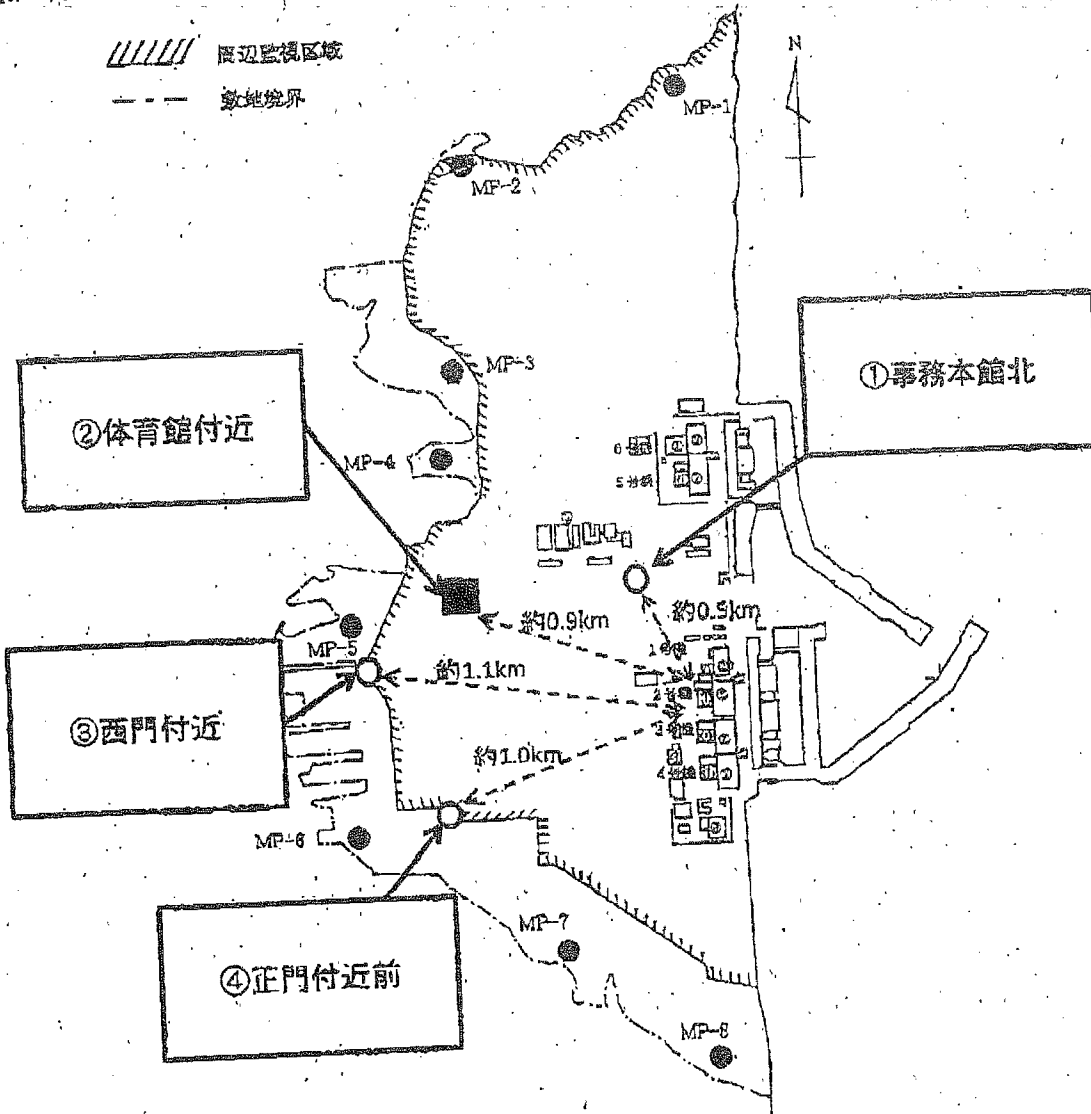 周辺監視区域
敷地境界
N
MP-1
MP-2
MP-3
①事務本館北
②体育館付近
MP-4
6号機
5号機
約0.9km
約0.5km
MP-5
1号機
約1.1km
2号機
③西門付近
3号機
約1.0km
4号機
MP-6
MP-7
④正門付近前
MP-8